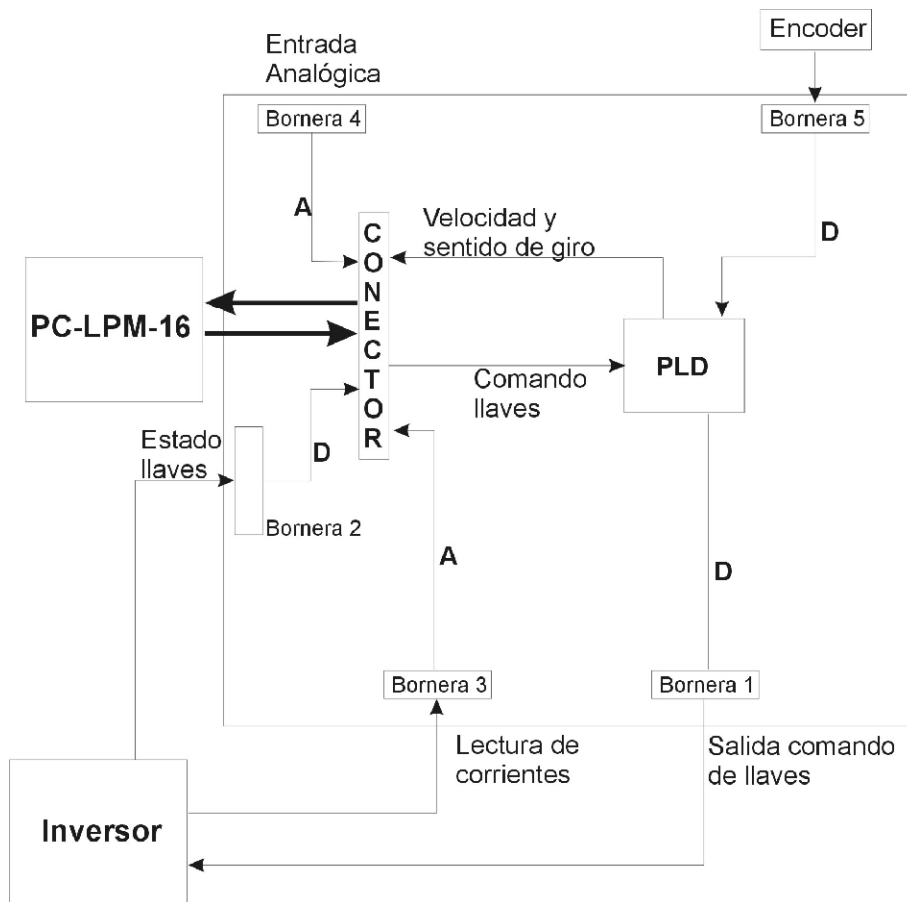 Encoder
Entrada
Analógica
Bornera 4
Bornera 5
A
D
Velocidad y
sentido de giro
CONECTOR
PC-LPM-16
PLD
Comando
llaves
Estado
llaves
D
Bornera 2
A
D
Bornera 3
Bornera 1
Lectura de
corrientes
Salida comando
de llaves
Inversor